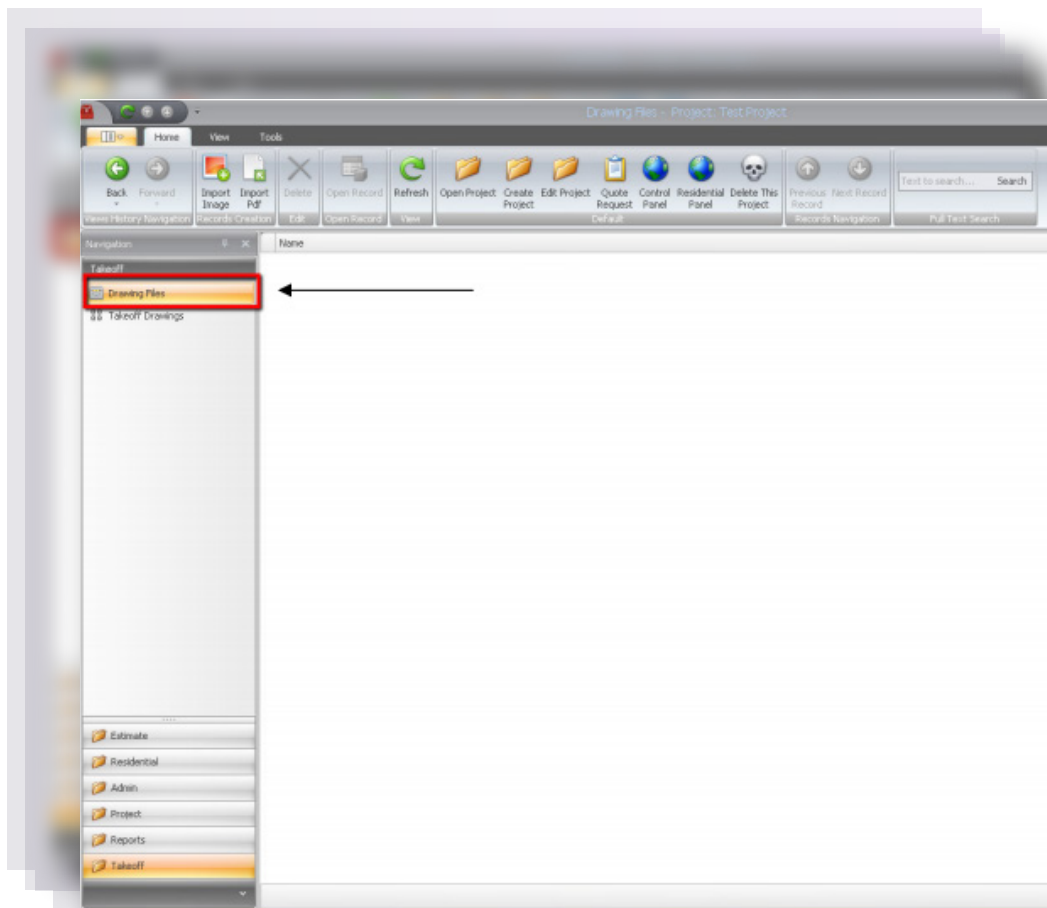 Drawing Files - Project: Test Project
Home View Tools
Back Forward Import Image Import Pdf Delete Open Record Refresh Open Project Create Project Edit Project Quote Request Control Panel Residential Panel Delete This Project Previous Record Next Record Text to search... Search
Views History Navigation Records Creation Edit Open Record View Default Records Navigation Full Text Search
Navigation Name
Takeoff
Drawing Files
Takeoff Drawings
Estimate
Residential
Admin
Project
Reports
Takeoff